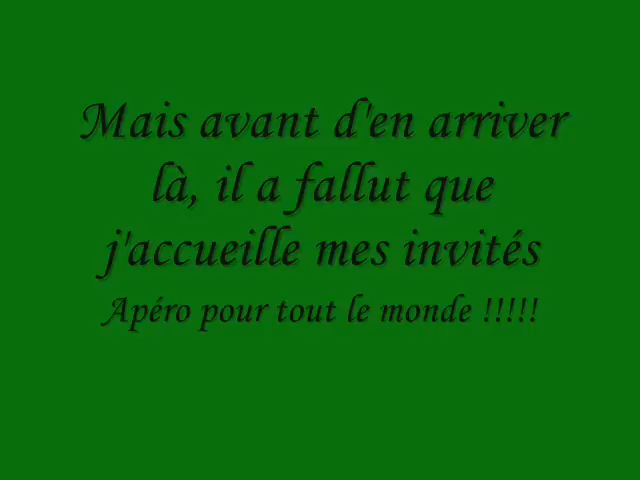 Mais avant d'en arriver
là, il a fallut que
j'accueille mes invités
Apéro pour tout le monde !!!!!